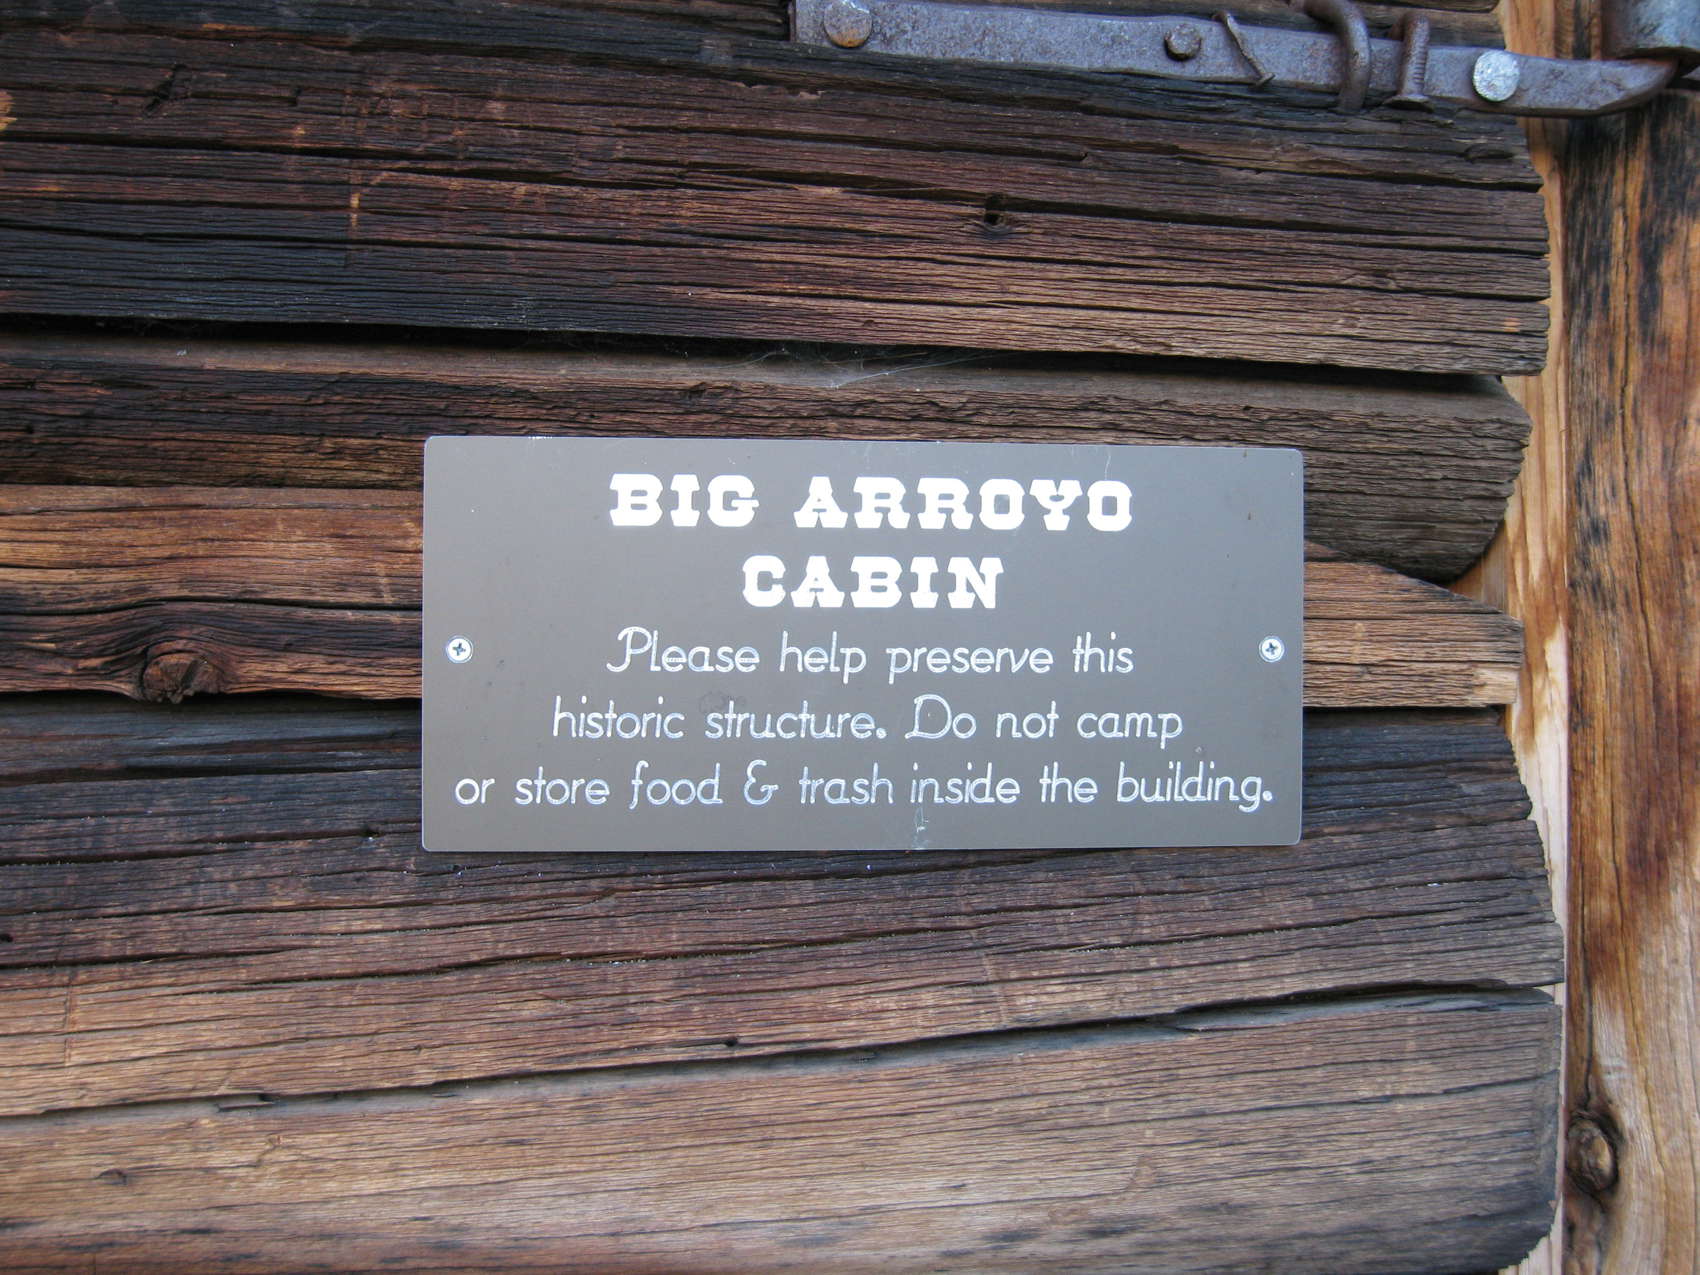 BIG ARROYO
CABIN
Please help preserve this
historic structure. Do not camp
or store food & trash inside the building.